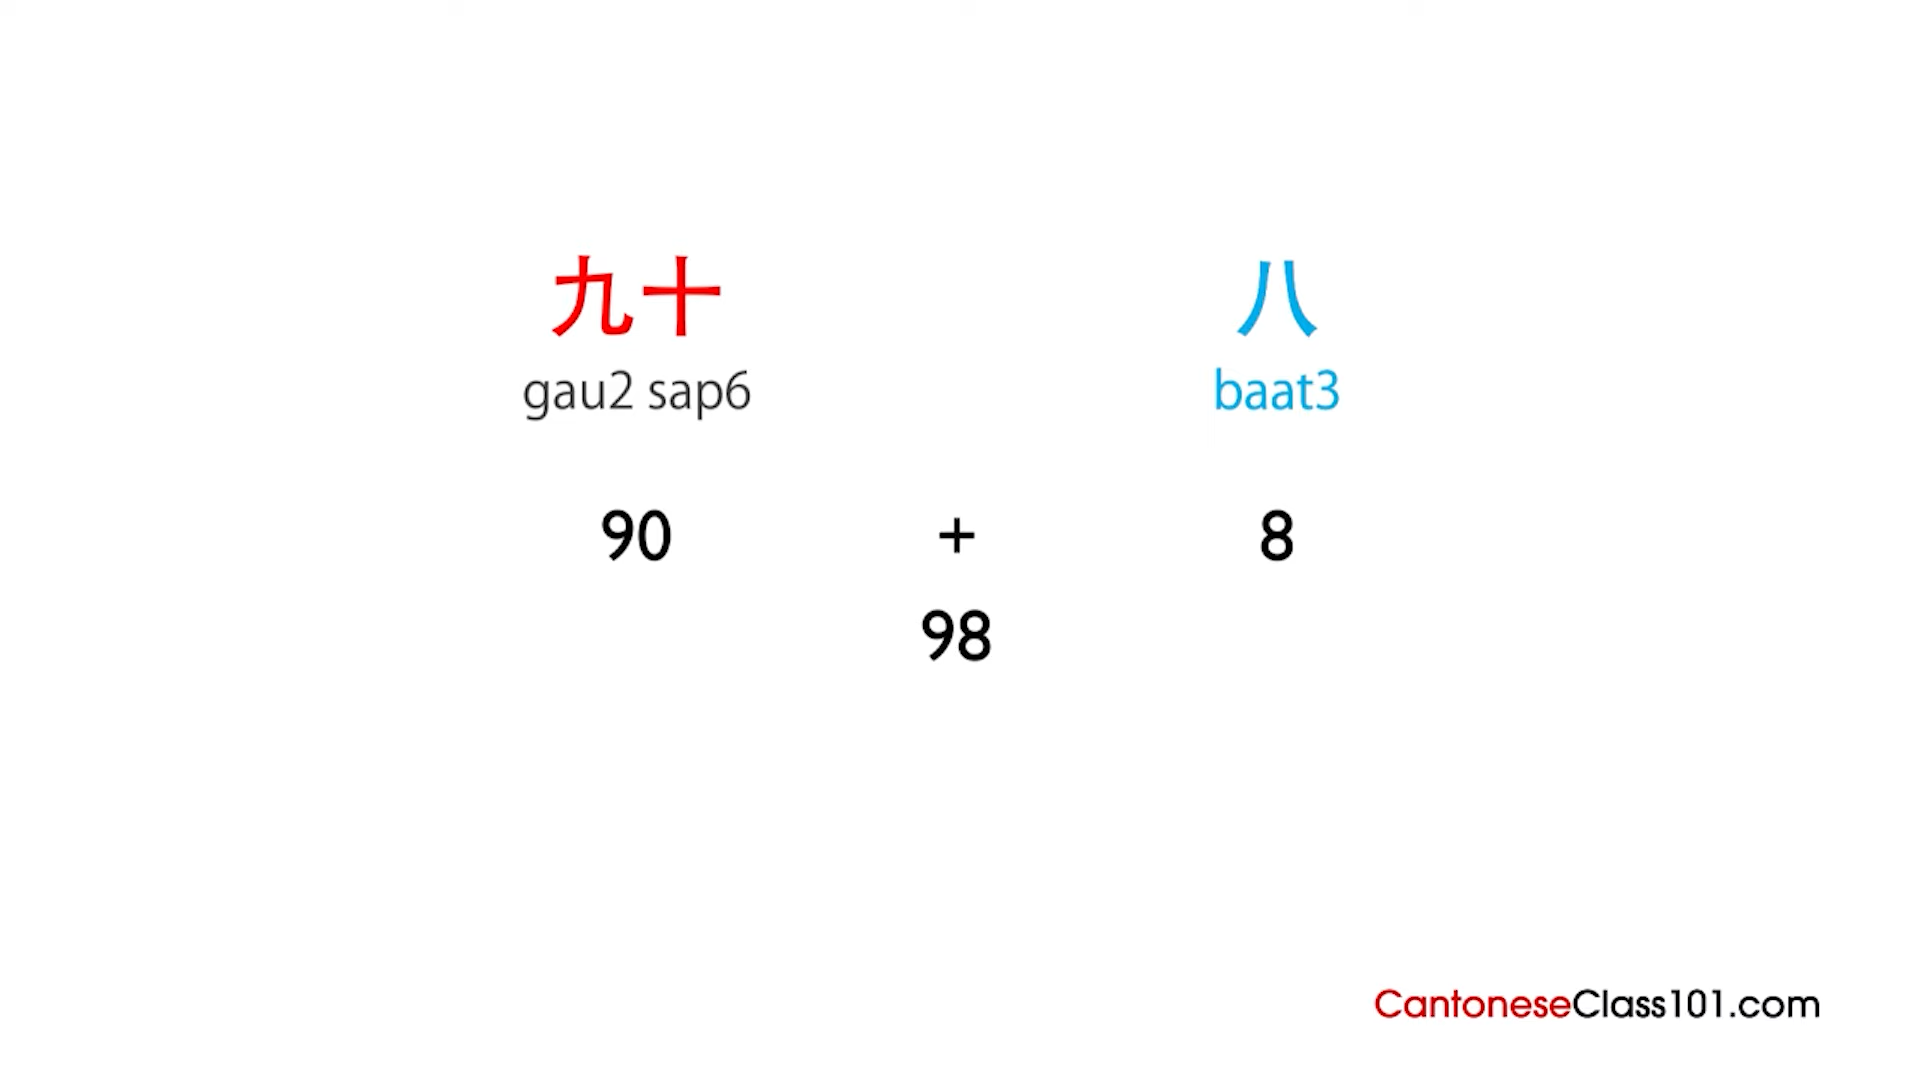 九十 八
gau2 sap6 baat3
90 + 8
98
CantoneseClass101.com